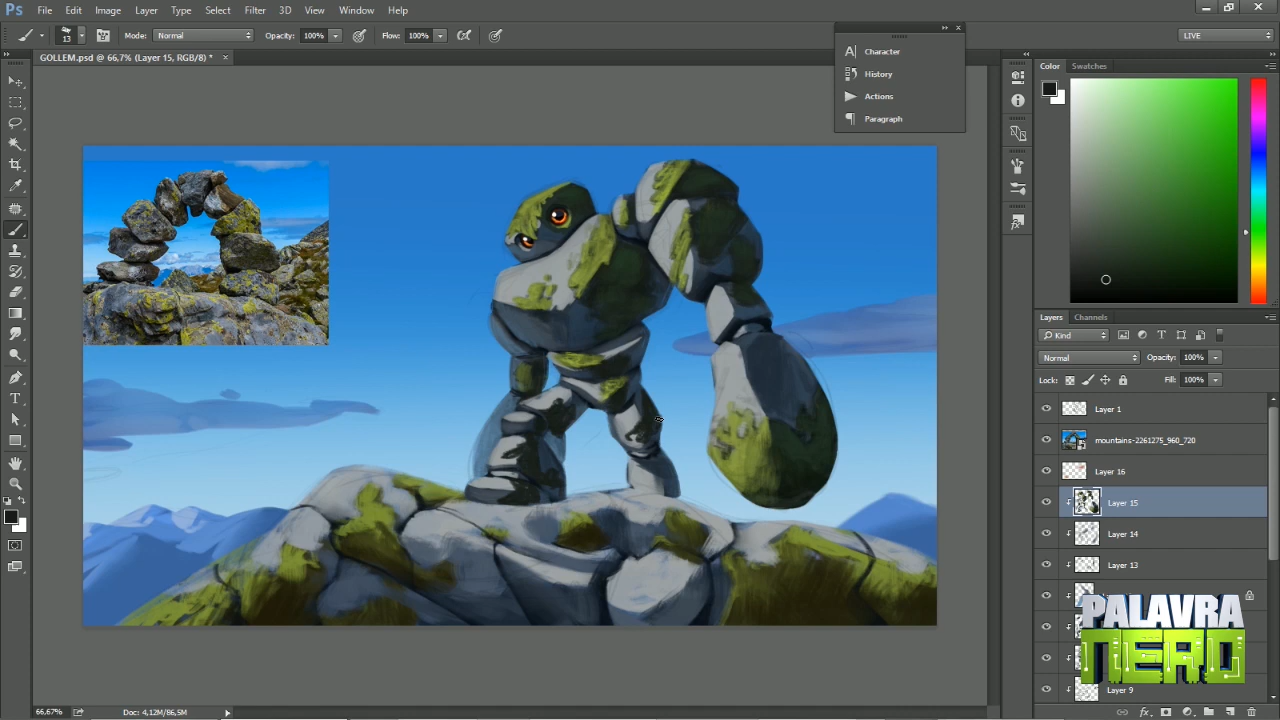 Ps File Edit Image Layer Type Select Filter 3D View Window Help
13 Mode: Normal Opacity: 100% Flow: 100% LIVE
GOLLEM.psd @ 66,7% (Layer 15, RGB/8) *
Character
History
Actions
Paragraph
Color Swatches
Layers Channels
Kind
Normal Opacity: 100%
Lock: Fill: 100%
Layer 1
mountains-2261275_960_720
Layer 16
Layer 15
Layer 14
Layer 13
PALAVRA
NERD
Layer 9
66,67% Doc: 4,12M/86,5M